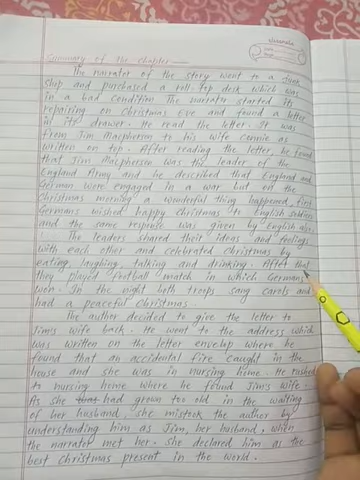 Summary of the chapter
The narrator of the story went to a Junk
Shop and purchased a roll-top desk which was
in a bad condition. The narrator started its
repairing on Christmas Eve and found a letter
in its drawer. He read the letter. It was
from Jim Macpherson to his wife Connie as
written on top. After reading the letter, he found
that Jim Macpherson was the leader of the
England Army and he described that England and
German were engaged in a war but on the
Christmas morning a wonderful thing happened, first
Germans wished happy christmas to English soldiers
and the same response was given by English also.
The leaders shared their ideas and feelings
with each other and celebrated christmas by
eating, laughing, talking and drinking. After that
they played football match in which Germans
won. In the night both troops sang carols and
had a peaceful christmas.
The author decided to give the letter to
Jim's wife back. He went to the address which
was written on the letter envelop where he
found that an accidental fire caught in the
house and she was in nursing home. He rushed
to nursing home where he found Jim's wife.
As she had grown too old in the waiting
of her husband, she mistook the author by
understanding him as Jim, her husband, when
the narrator met her. She declared him as the
best christmas present in the world.